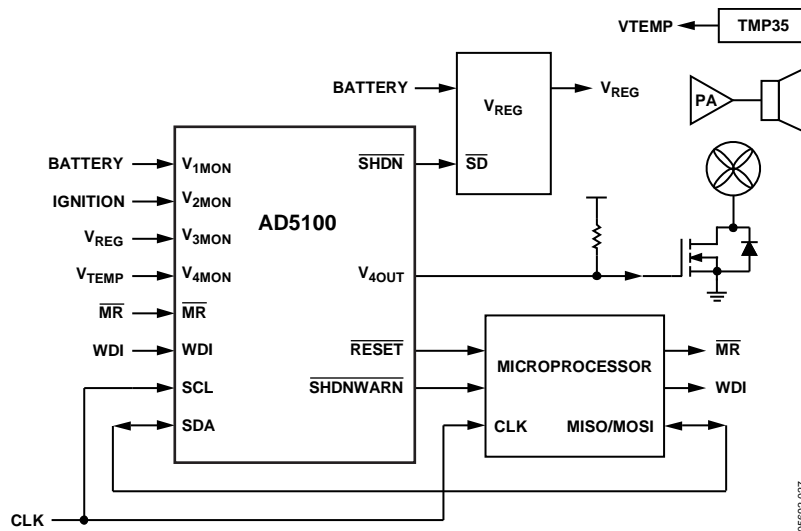 VTEMP
TMP35
BATTERY
VREG
VREG
PA
BATTERY
V1MON
SHDN
SD
IGNITION
V2MON
AD5100
VREG
V3MON
VTEMP
V4MON
V4OUT
MR
MR
WDI
WDI
RESET
MICROPROCESSOR
MR
SCL
SHDNWARN
WDI
SDA
CLK
MISO/MOSI
CLK